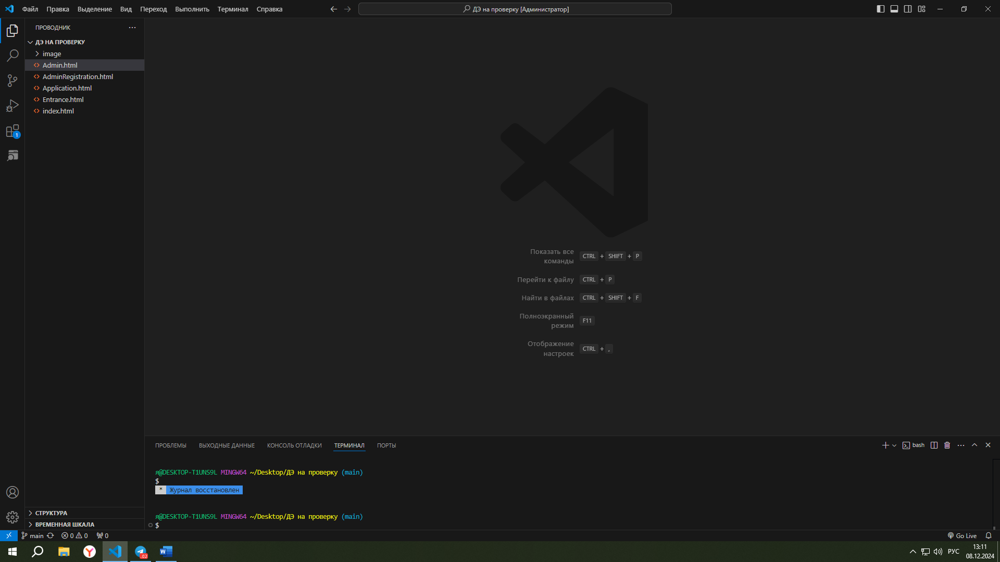 Файл Правка Выделение Вид Переход Выполнить Терминал Справка
ДЭ на проверку [Администратор]
ПРОВОДНИК
ДЭ НА ПРОВЕРКУ
image
Admin.html
AdminRegistration.html
Application.html
Entrance.html
index.html
1
Показать все
команды
CTRL + SHIFT + P
Перейти к файлу CTRL + P
Найти в файлах CTRL + SHIFT + F
Полноэкранный
режим
F11
Отображение
настроек
CTRL + ,
ПРОБЛЕМЫ ВЫХОДНЫЕ ДАННЫЕ КОНСОЛЬ ОТЛАДКИ ТЕРМИНАЛ ПОРТЫ
bash
я@DESKTOP-T1UNS9L MINGW64 ~/Desktop/ДЭ на проверку (main)
$
* Журнал восстановлен
я@DESKTOP-T1UNS9L MINGW64 ~/Desktop/ДЭ на проверку (main)
$
СТРУКТУРА
ВРЕМЕННАЯ ШКАЛА
main 0 0 0
Go Live
..02
РУС
13:11
08.12.2024